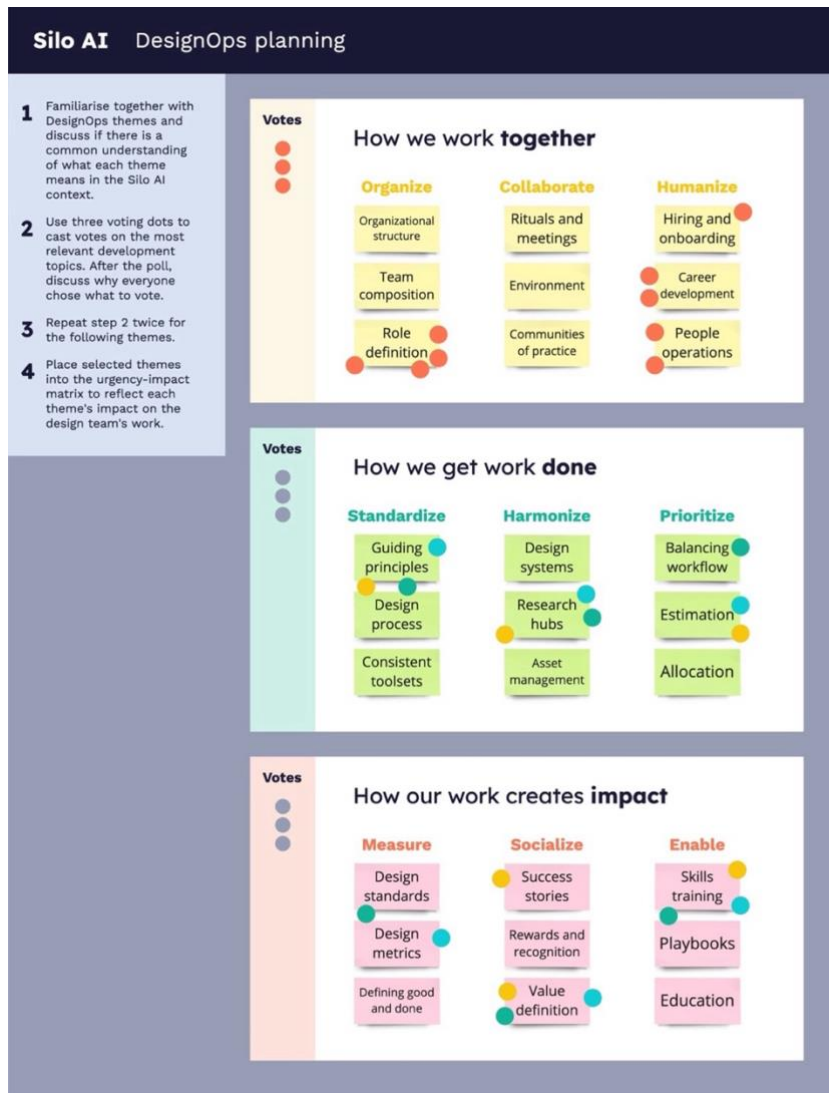 Silo AI DesignOps planning
1 Familiarise together with
DesignOps themes and
discuss if there is a
common understanding
of what each theme
means in the Silo AI
context.
2 Use three voting dots to
cast votes on the most
relevant development
topics. After the poll,
discuss why everyone
chose what to vote.
3 Repeat step 2 twice for
the following themes.
4 Place selected themes
into the urgency-impact
matrix to reflect each
theme's impact on the
design team's work.
Votes
How we work together
Organize
Organizational
structure
Team
composition
Role
definition
Collaborate
Rituals and
meetings
Environment
Communities
of practice
Humanize
Hiring and
onboarding
Career
development
People
operations
Votes
How we get work done
Standardize
Guiding
principles
Design
process
Consistent
toolsets
Harmonize
Design
systems
Research
hubs
Asset
management
Prioritize
Balancing
workflow
Estimation
Allocation
Votes
How our work creates impact
Measure
Design
standards
Design
metrics
Defining good
and done
Socialize
Success
stories
Rewards and
recognition
Value
definition
Enable
Skills
training
Playbooks
Education